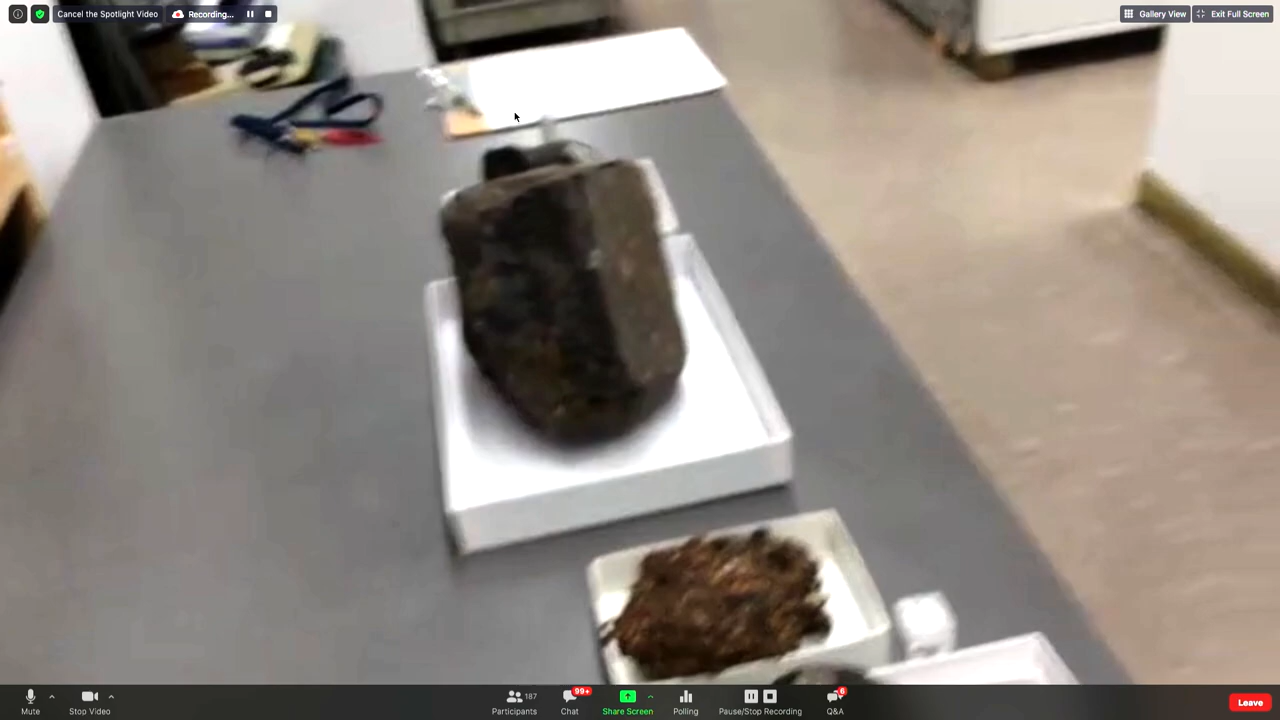 Cancel the Spotlight Video
Recording...
Gallery View
Exit Full Screen
Mute
Stop Video
Participants
187
Chat
99+
Share Screen
Polling
Pause/Stop Recording
Q&A
6
Leave